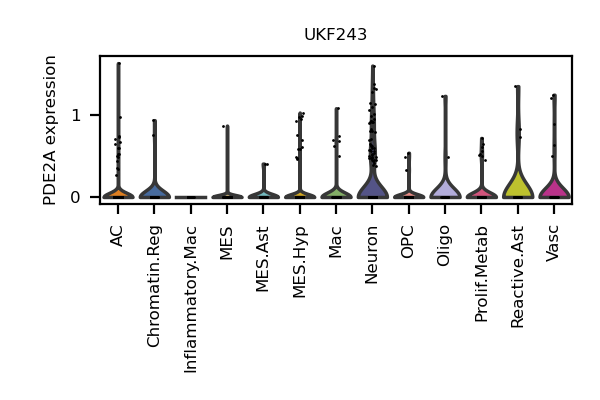 UKF243
PDE2A expression
1
0
AC
Chromatin.Reg
Inflammatory.Mac
MES
MES.Ast
MES.Hyp
Mac
Neuron
OPC
Oligo
Prolif.Metab
Reactive.Ast
Vasc